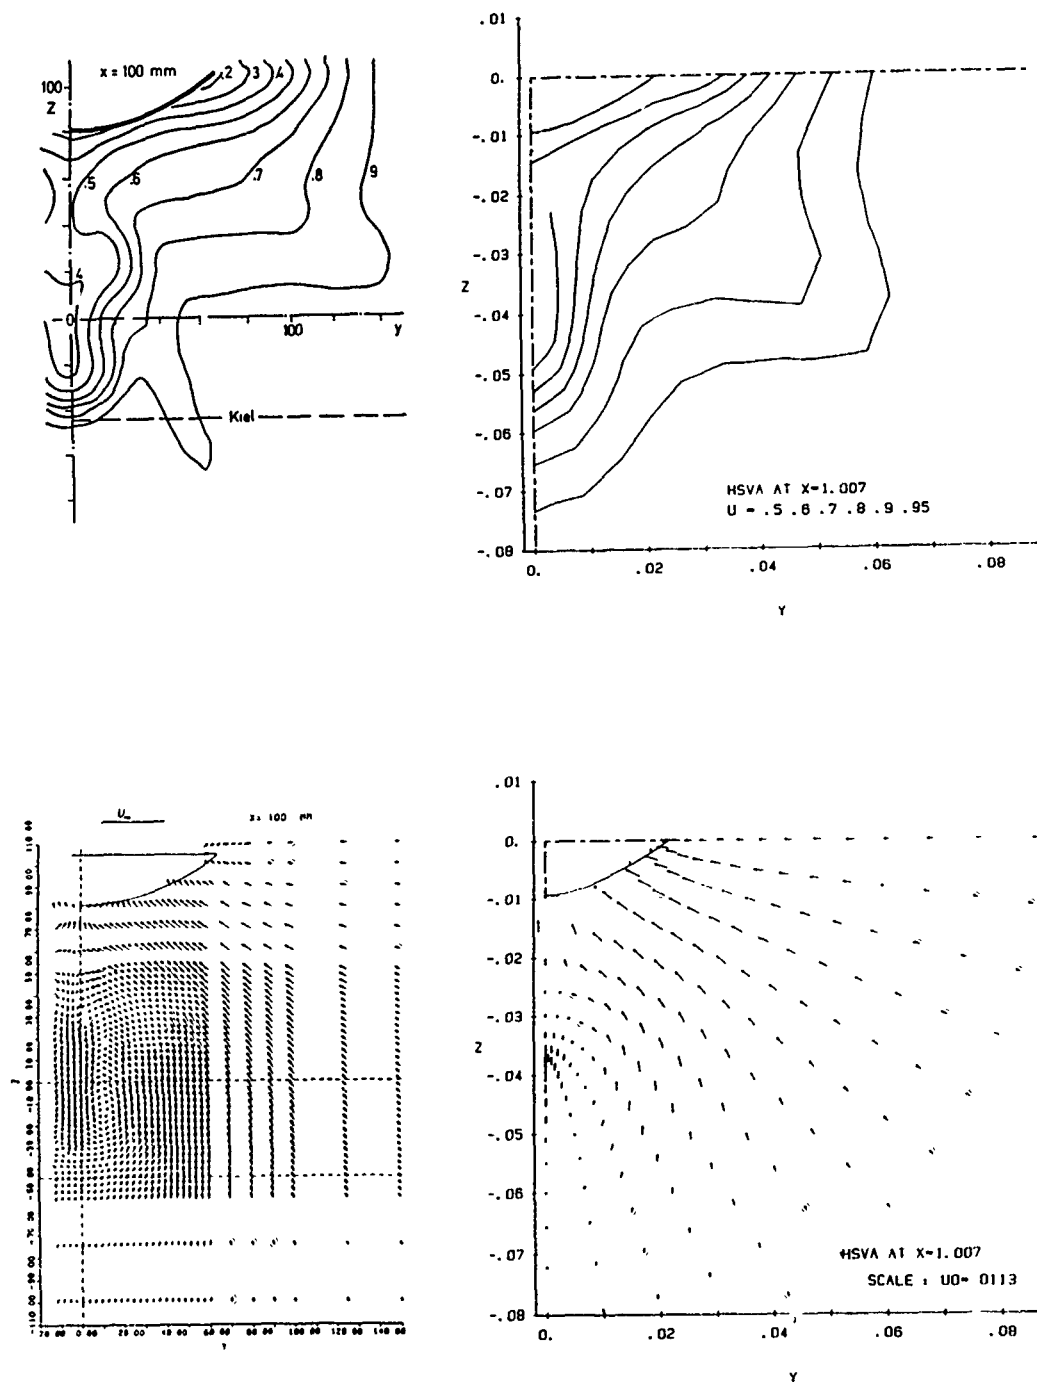 x = 100 mm
.2 3 .4
100
Z
.5 .6 .7 .8 9
4
0
100 y
Kiel
.01
0.
-.01
-.02
-.03
Z
-.04
-.05
-.06
-.07
-.08
HSVA AT X=1.007
U = .5 .6 .7 .8 .9 .95
0. .02 .04 .06 .08
Y
U∞ x= 100 mm
Y
.01
0.
-.01
-.02
-.03
Z
-.04
-.05
-.06
-.07
-.08
HSVA AT X=1.007
SCALE : U0= 0113
0. .02 .04 .06 .08
Y